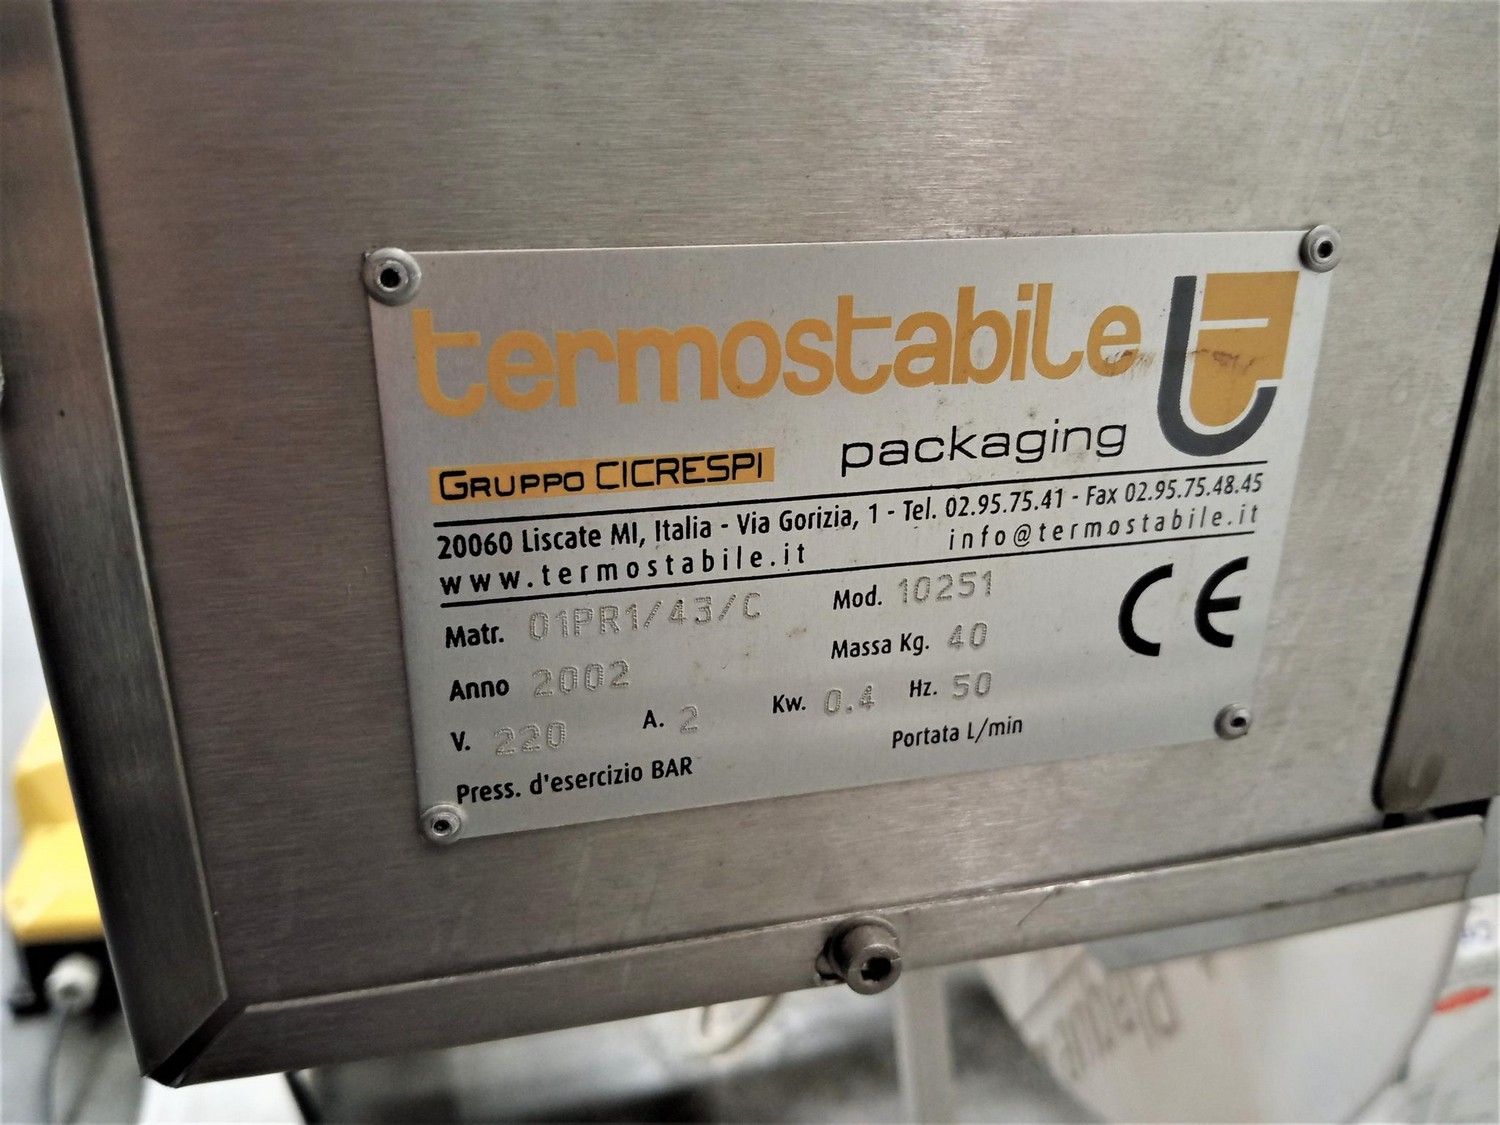 termostabile
GRUPPO CICRESPI packaging
20060 Liscate MI, Italia - Via Gorizia, 1 - Tel. 02.95.75.41 - Fax 02.95.75.48.45
www.termostabile.it info@termostabile.it
Matr. 01PR1/43/C Mod. 10251
Anno 2002 Massa Kg. 40
V. 220 A. 2 Kw. 0.4 Hz. 50
Press. d'esercizio BAR Portata L/min
CE